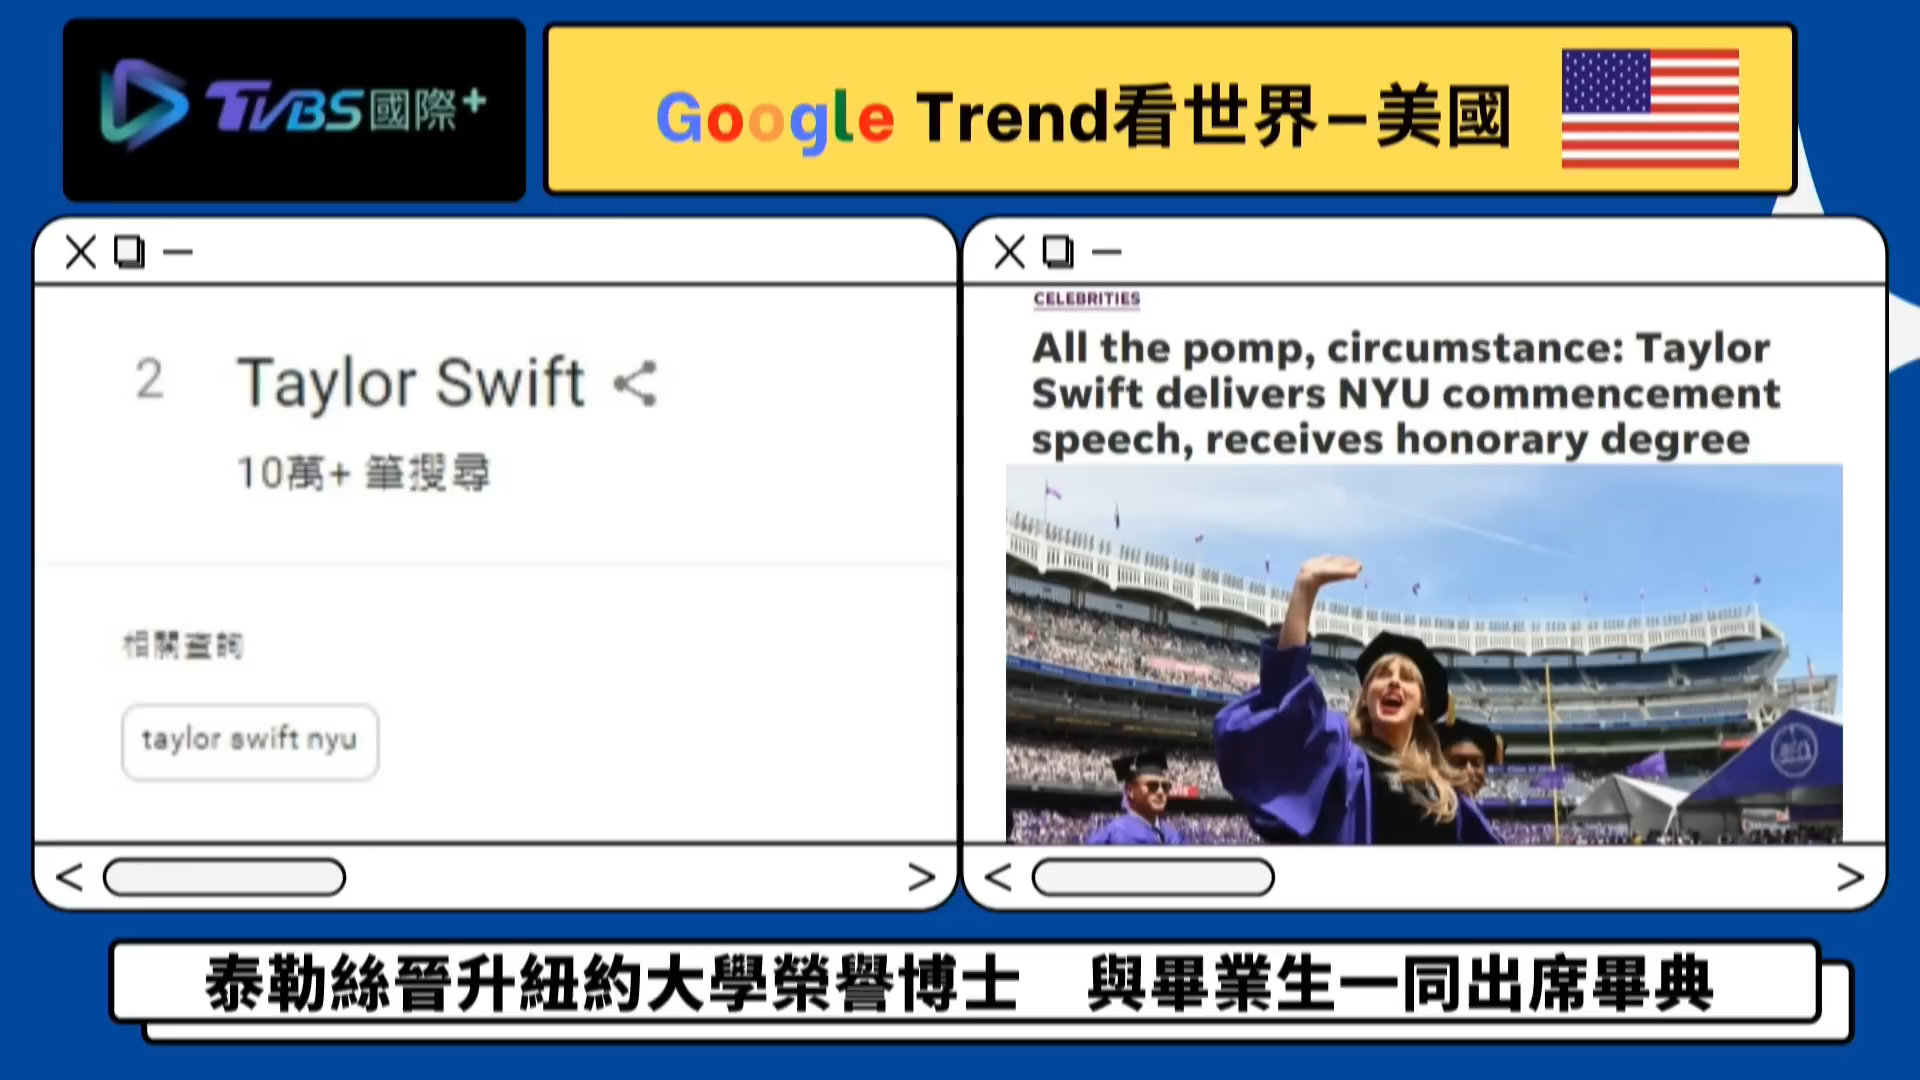 TVBS國際+
Google Trend看世界-美國
2 Taylor Swift
10萬+ 筆搜尋
相關查詢
taylor swift nyu
CELEBRITIES
All the pomp, circumstance: Taylor
Swift delivers NYU commencement
speech, receives honorary degree
泰勒絲晉升紐約大學榮譽博士 與畢業生一同出席畢典